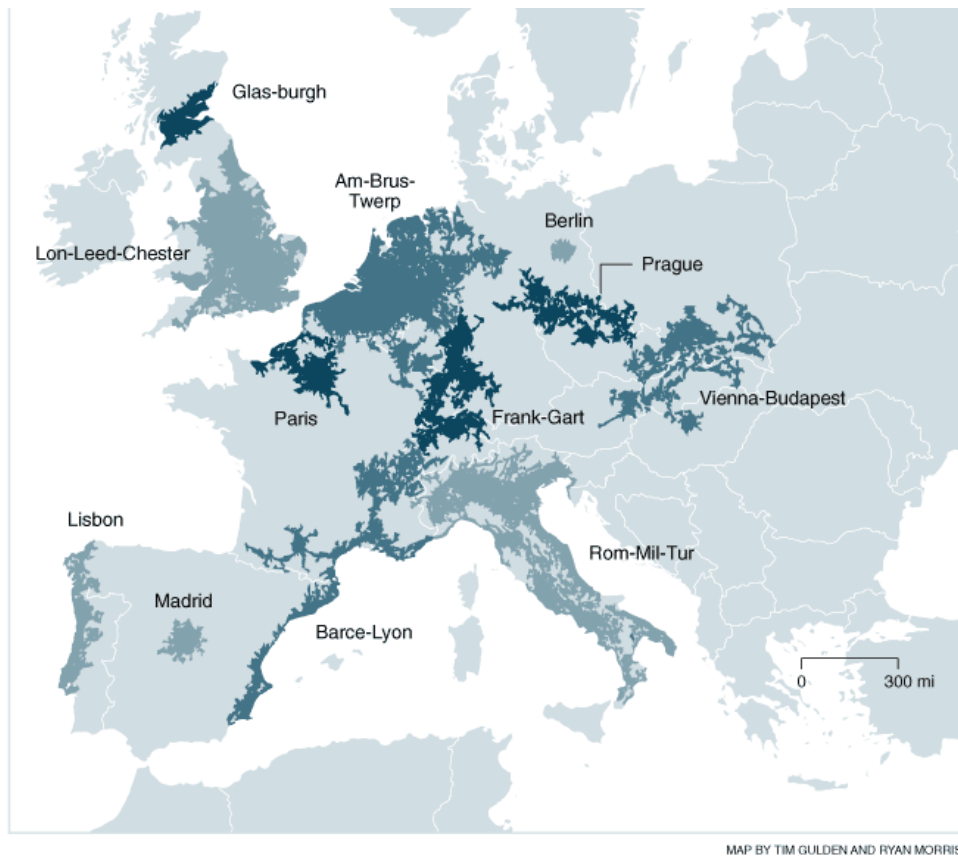 Glas-burgh
Am-Brus-
Twerp
Berlin
Lon-Leed-Chester
Prague
Vienna-Budapest
Paris
Frank-Gart
Lisbon
Rom-Mil-Tur
Madrid
Barce-Lyon
0 300 mi
MAP BY TIM GULDEN AND RYAN MORRIS